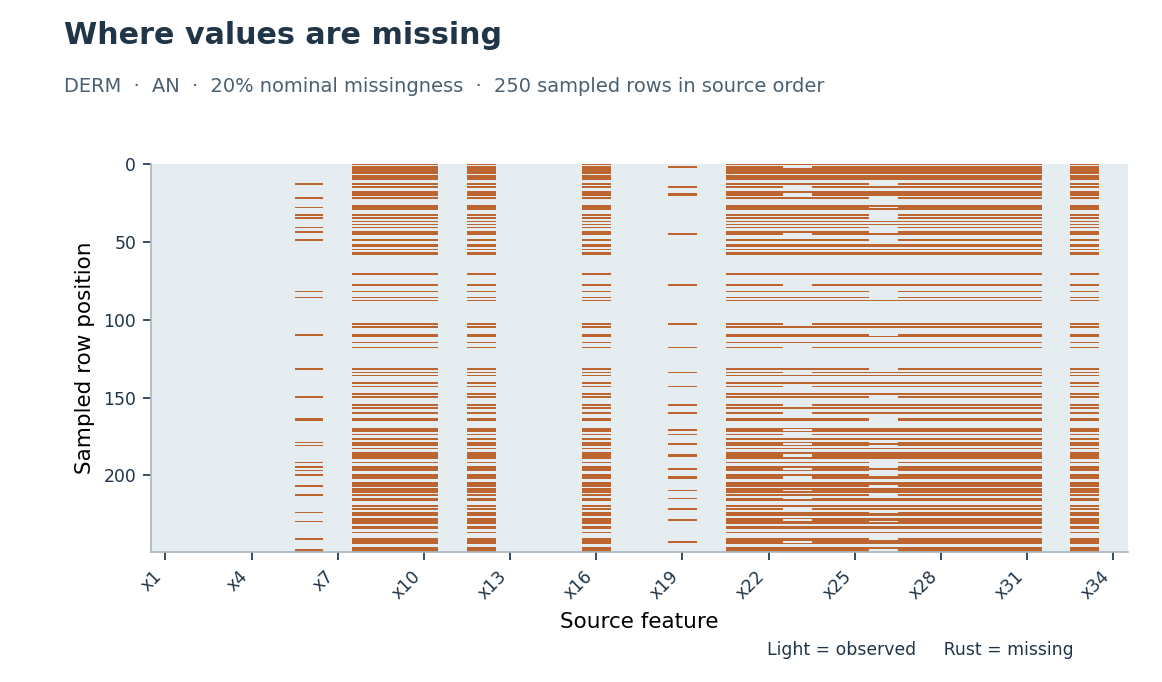 Where values are missing
DERM · AN · 20% nominal missingness · 250 sampled rows in source order
0
50
100
150
200
Sampled row position
x1
x4
x7
x10
x13
x16
x19
x22
x25
x28
x31
x34
Source feature
Light = observed Rust = missing